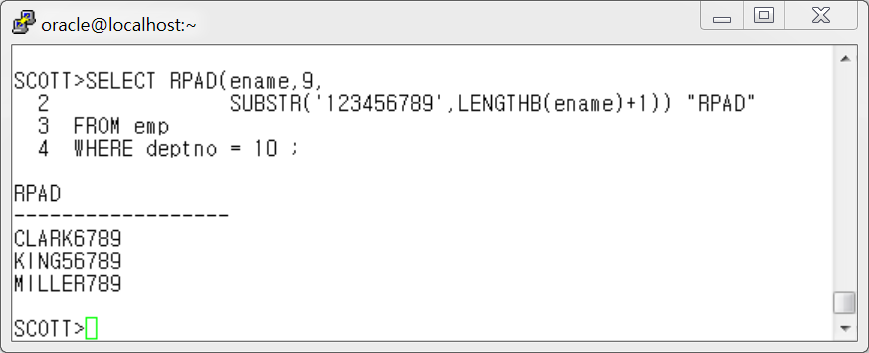 oracle@localhost:~
SCOTT>SELECT RPAD(ename,9,
  2               SUBSTR('123456789',LENGTHB(ename)+1)) "RPAD"
  3  FROM emp
  4  WHERE deptno = 10 ;
RPAD
------------------
CLARK6789
KING56789
MILLER789
SCOTT>